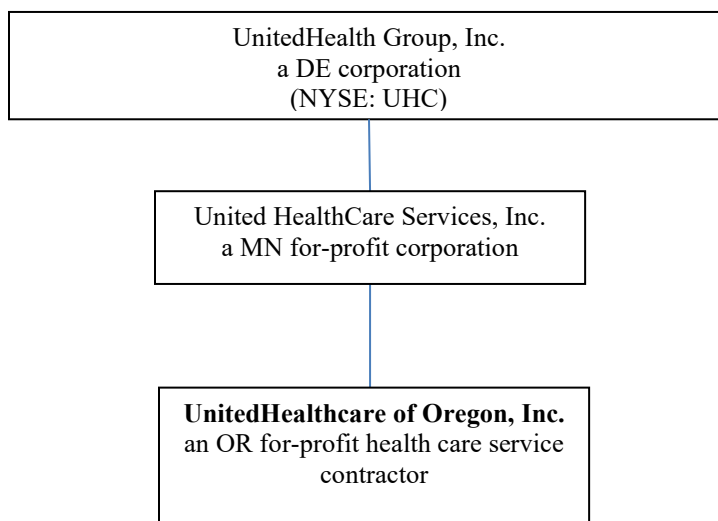 UnitedHealth Group, Inc.
a DE corporation
(NYSE: UHC)
United HealthCare Services, Inc.
a MN for-profit corporation
UnitedHealthcare of Oregon, Inc.
an OR for-profit health care service
contractor